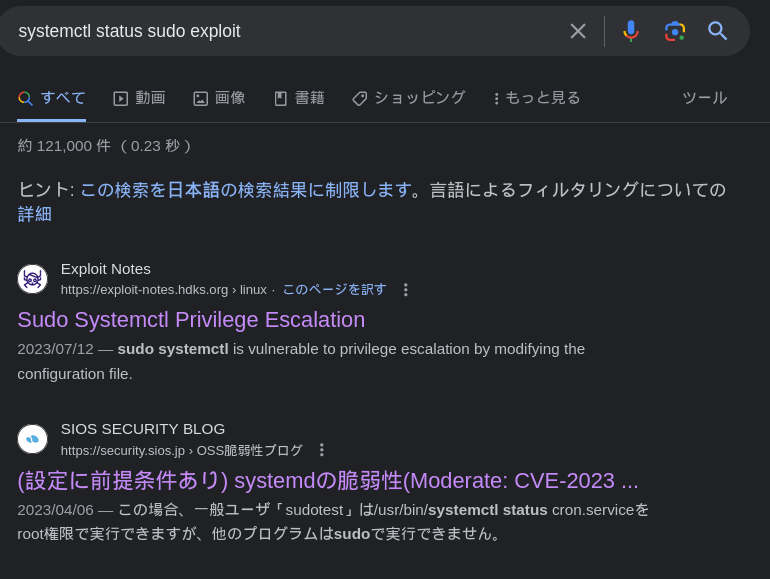 systemctl status sudo exploit
すべて 動画 画像 書籍 ショッピング もっと見る ツール
約 121,000 件 （ 0.23 秒 ）
ヒント: この検索を日本語の検索結果に制限します。言語によるフィルタリングについての
詳細
Exploit Notes
https://exploit-notes.hdks.org › linux · このページを訳す
Sudo Systemctl Privilege Escalation
2023/07/12 — sudo systemctl is vulnerable to privilege escalation by modifying the
configuration file.
SIOS SECURITY BLOG
https://security.sios.jp › OSS脆弱性ブログ
(設定に前提条件あり) systemdの脆弱性(Moderate: CVE-2023 ...
2023/04/06 — この場合、一般ユーザ「sudotest」は/usr/bin/systemctl status cron.serviceを
root権限で実行できますが、他のプログラムはsudoで実行できません。